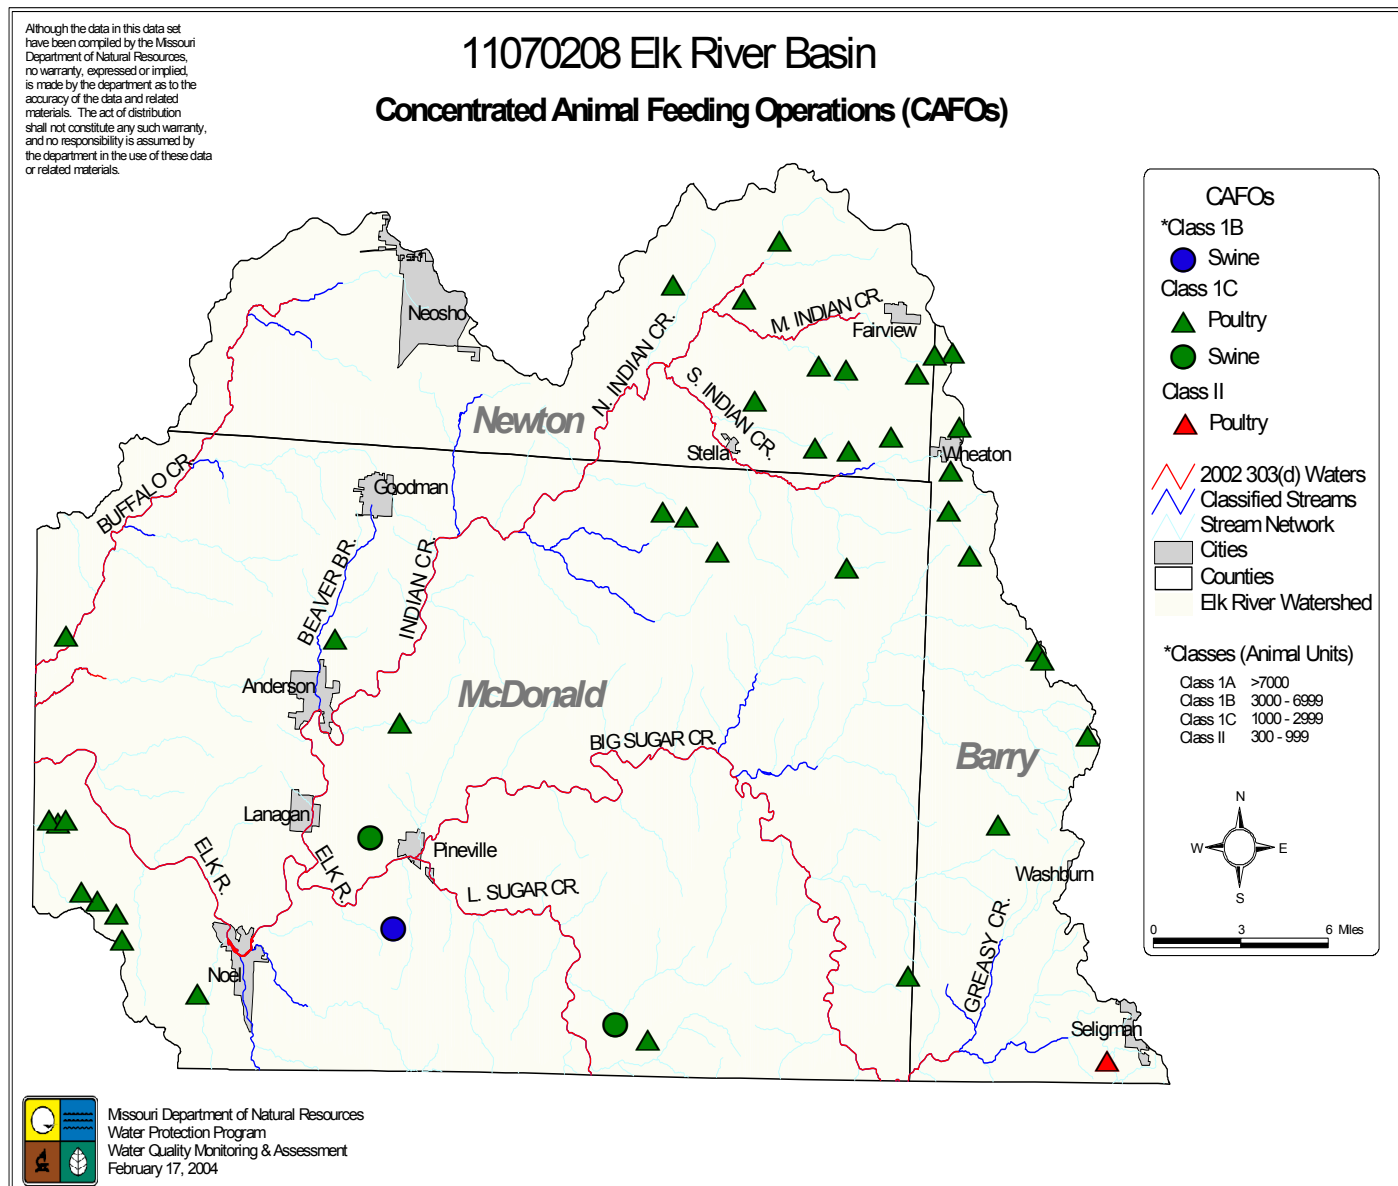 Although the data in this data set
have been compiled by the Missouri
Department of Natural Resources,
no warranty, expressed or implied,
is made by the department as to the
accuracy of the data and related
materials. The act of distribution
shall not constitute any such warranty,
and no responsibility is assumed by
the department in the use of these data
or related materials.
11070208 Elk River Basin
Concentrated Animal Feeding Operations (CAFOs)
CAFOs
*Class 1B
Swine
Class 1C
Poultry
Swine
Class II
Poultry
2002 303(d) Waters
Classified Streams
Stream Network
Cities
Counties
Elk River Watershed
*Classes (Animal Units)
Class 1A >7000
Class 1B 3000 - 6999
Class 1C 1000 - 2999
Class II 300 - 999
N
W E
S
0 3 6 Miles
Neosho
M. INDIAN CR.
Fairview
N. INDIAN CR.
S. INDIAN CR.
Newton
Stella
Wheaton
BUFFALO CR.
Goodman
BEAVER BR.
INDIAN CR.
Anderson
McDonald
BIG SUGAR CR.
Barry
Lanagan
ELK R.
ELK R.
Pineville
L. SUGAR CR.
Washburn
GREASY CR.
Noel
Seligman
Missouri Department of Natural Resources
Water Protection Program
Water Quality Monitoring & Assessment
February 17, 2004